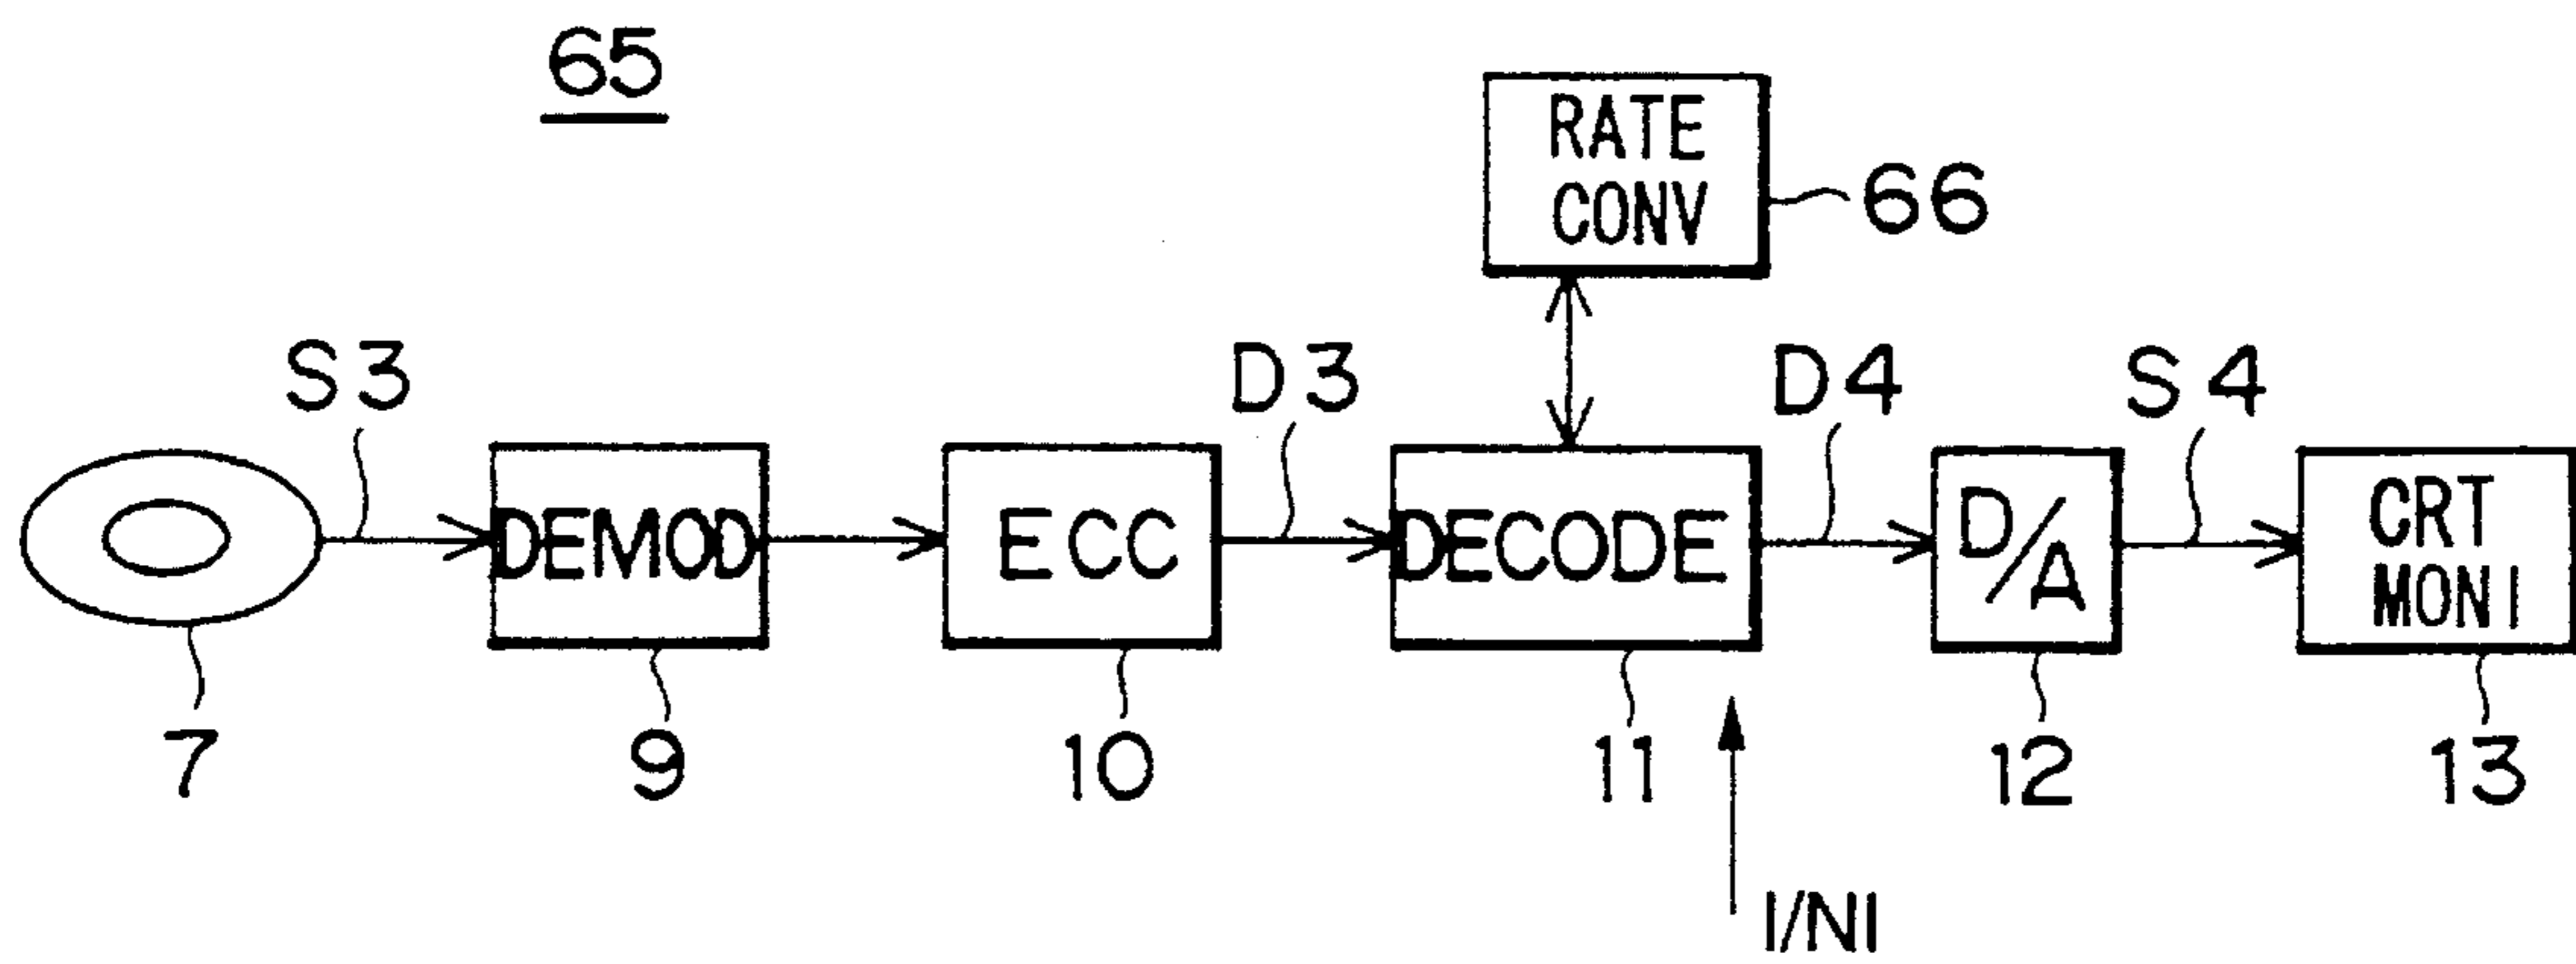 65
RATE
CONV
66
S3
D3
D4
S4
DEMOD
ECC
DECODE
D/A
CRT
MONI
7
9
10
11
12
13
I/NI